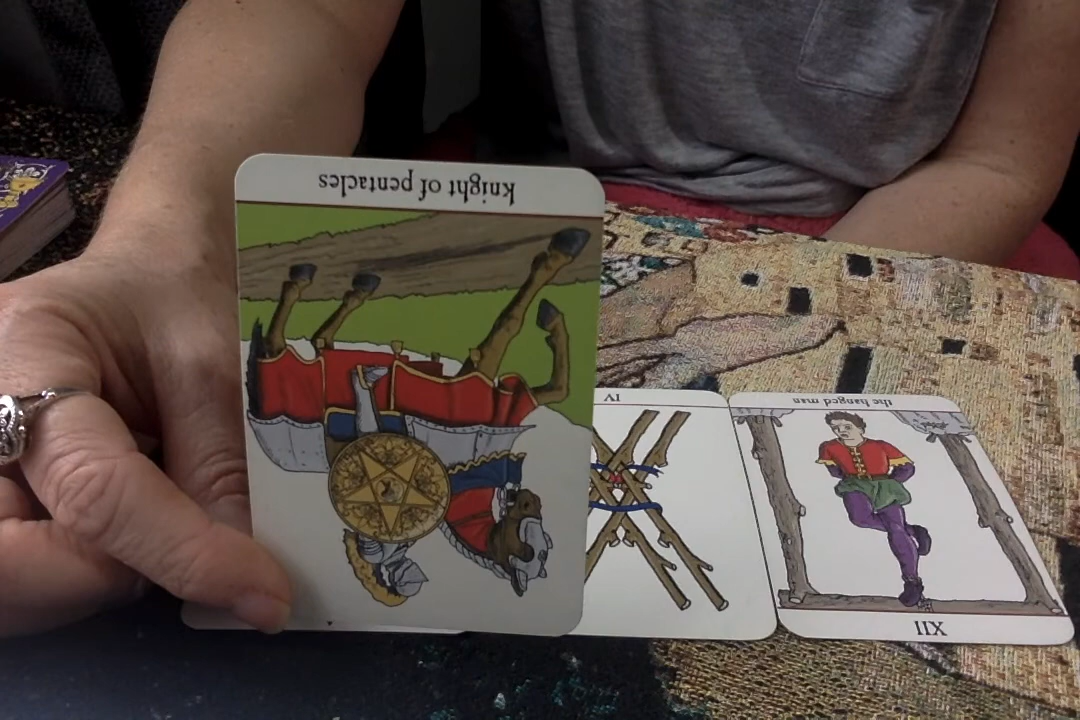 knight of pentacles
IV
the hanged man
XII